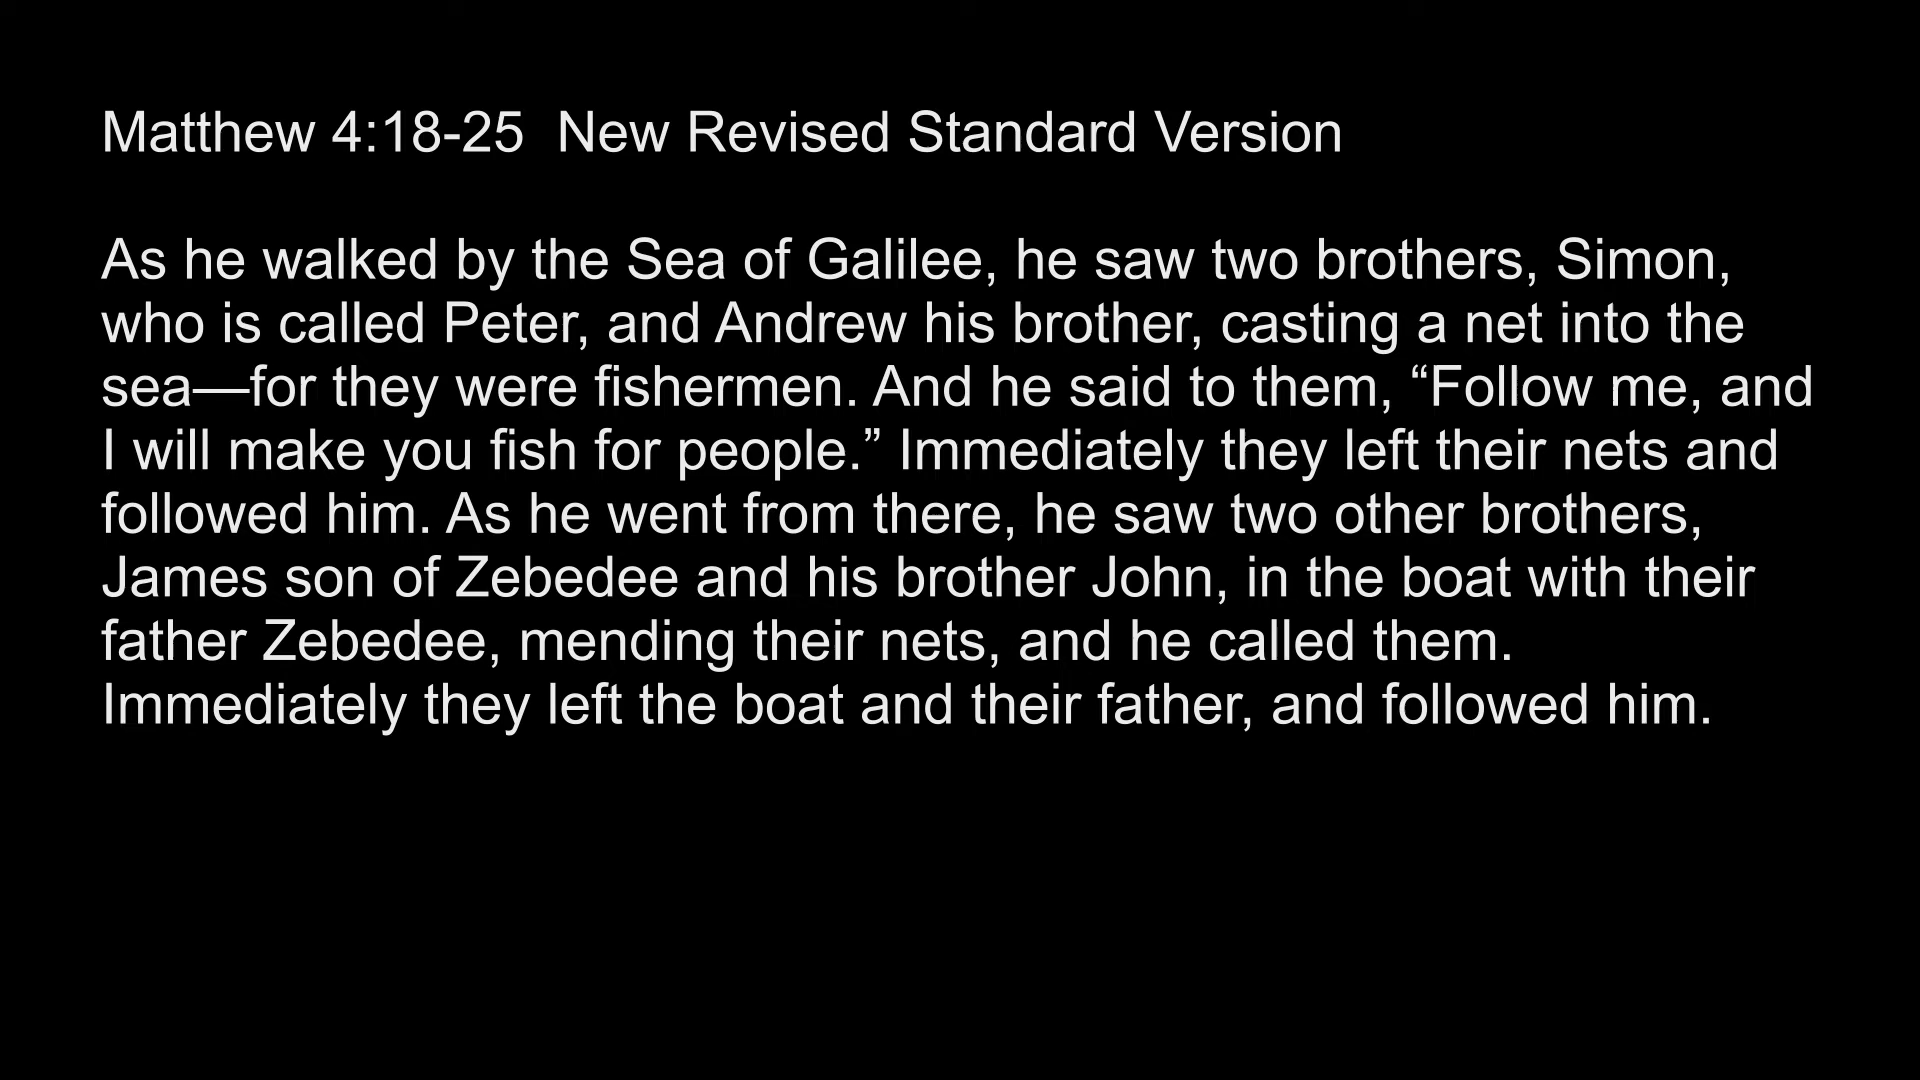 Matthew 4:18-25  New Revised Standard Version
As he walked by the Sea of Galilee, he saw two brothers, Simon,
who is called Peter, and Andrew his brother, casting a net into the
sea—for they were fishermen. And he said to them, “Follow me, and
I will make you fish for people.” Immediately they left their nets and
followed him. As he went from there, he saw two other brothers,
James son of Zebedee and his brother John, in the boat with their
father Zebedee, mending their nets, and he called them.
Immediately they left the boat and their father, and followed him.